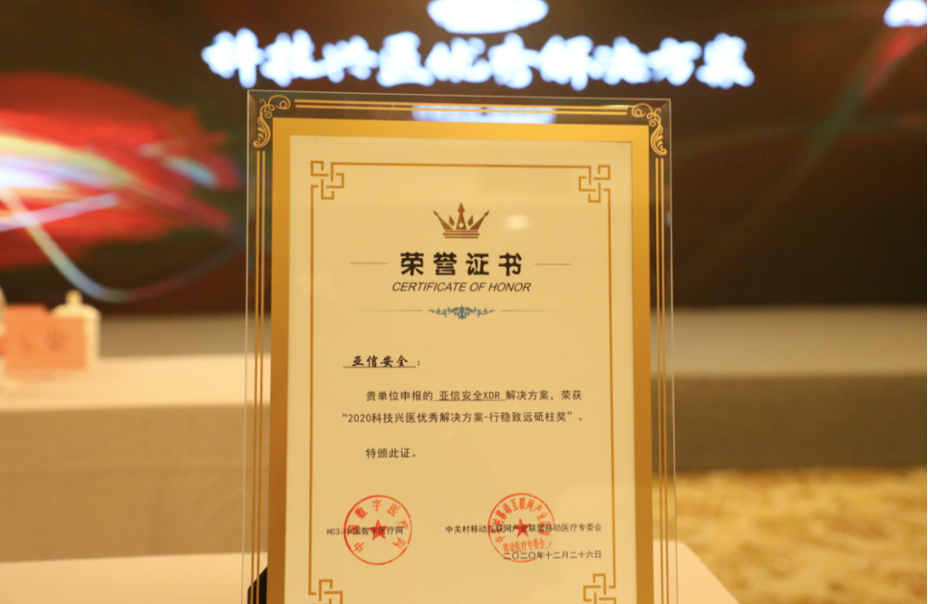 科技兴医优秀解决方案
荣誉证书
CERTIFICATE OF HONOR
亚信安全：
贵单位申报的 亚信安全XDR 解决方案，荣获
“2020科技兴医优秀解决方案-行稳致远砥柱奖”。
特颁此证。
HC3i中国数字医疗网
中关村移动互联网产业联盟移动医疗专委会
二〇二〇年十二月二十六日